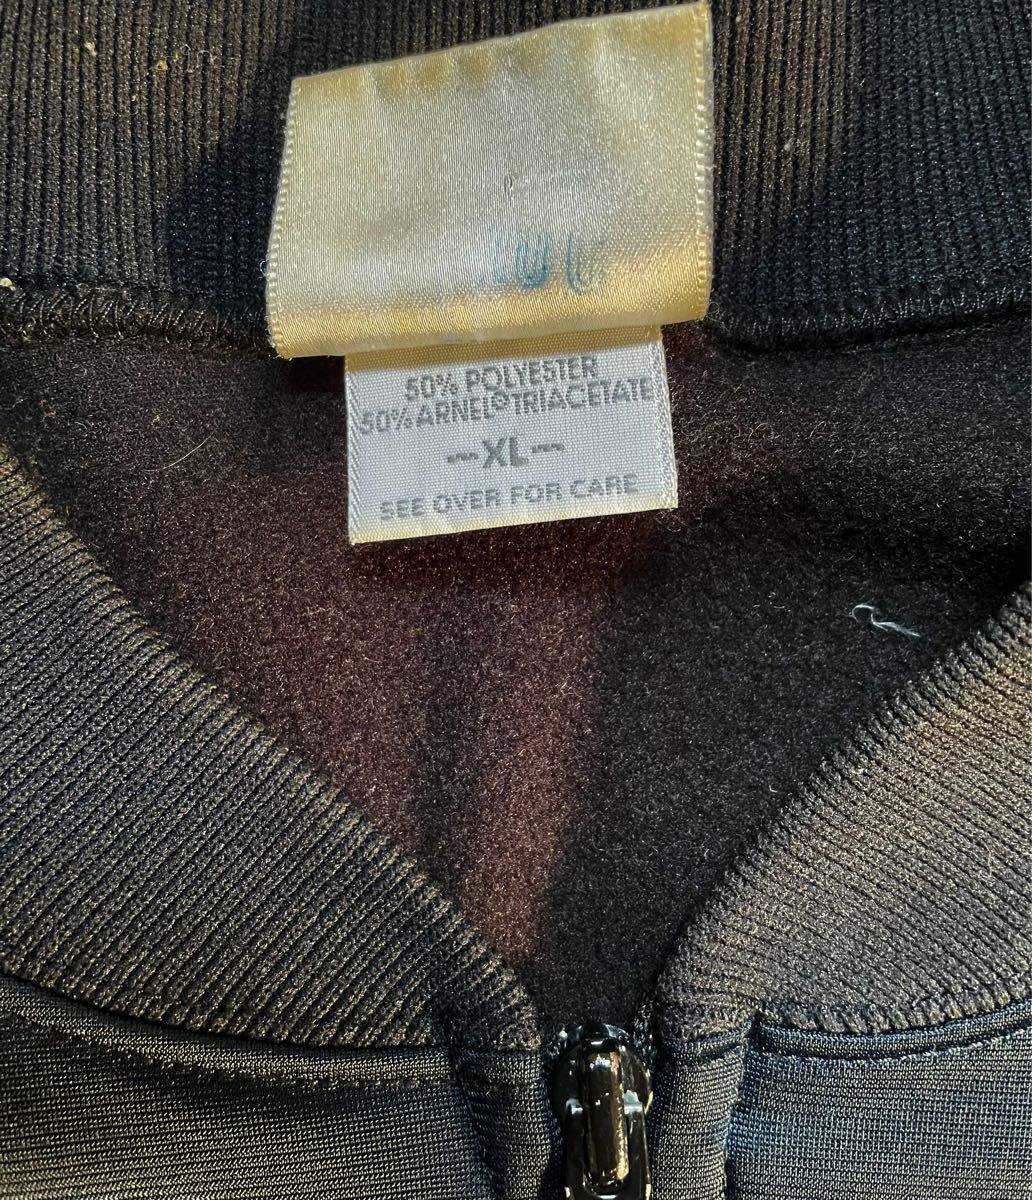 50% POLYESTER
50% ARNEL® TRIACETATE
—XL—
SEE OVER FOR CARE